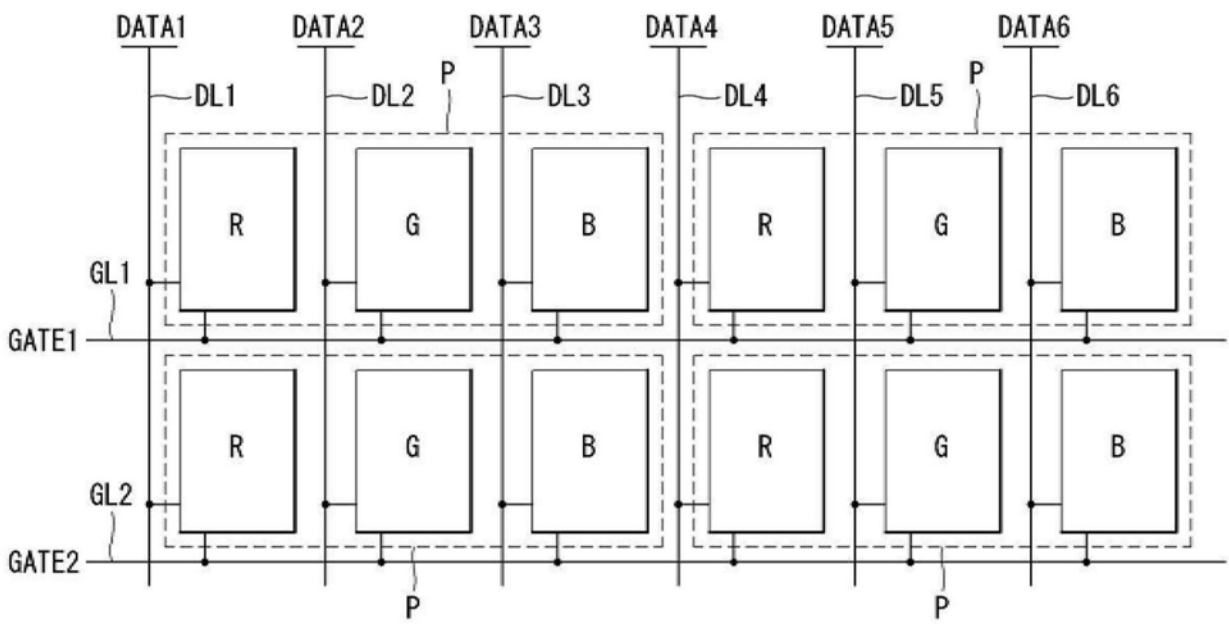 DATA1 DATA2 DATA3 DATA4 DATA5 DATA6
P P
DL1 DL2 DL3 DL4 DL5 DL6
R G B R G B
GL1
GATE1
R G B R G B
GL2
GATE2
P P